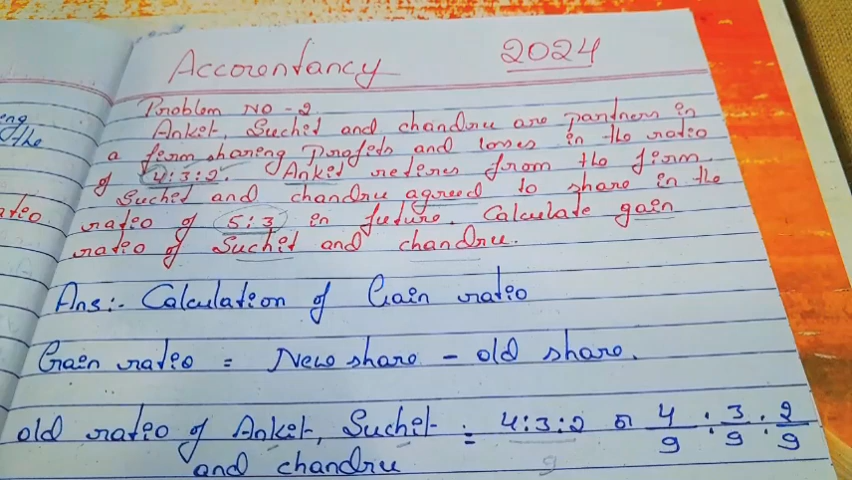 Accountancy 2024
Problem No - 2
Ankit, Suchit and chandru are partners in
a firm sharing Profits and losses in the ratio
of 4:3:2. Ankit retires from the firm.
Suchit and chandru agreed to share in the
ratio of 5:3 in future. Calculate gain
ratio of Suchit and chandru.
Ans:- Calculation of Gain ratio
Gain ratio = New share - old share.
old ratio of Ankit, Suchit = 4:3:2 or 4/9 : 3/9 : 2/9
and chandru 9
eng
the
ratio